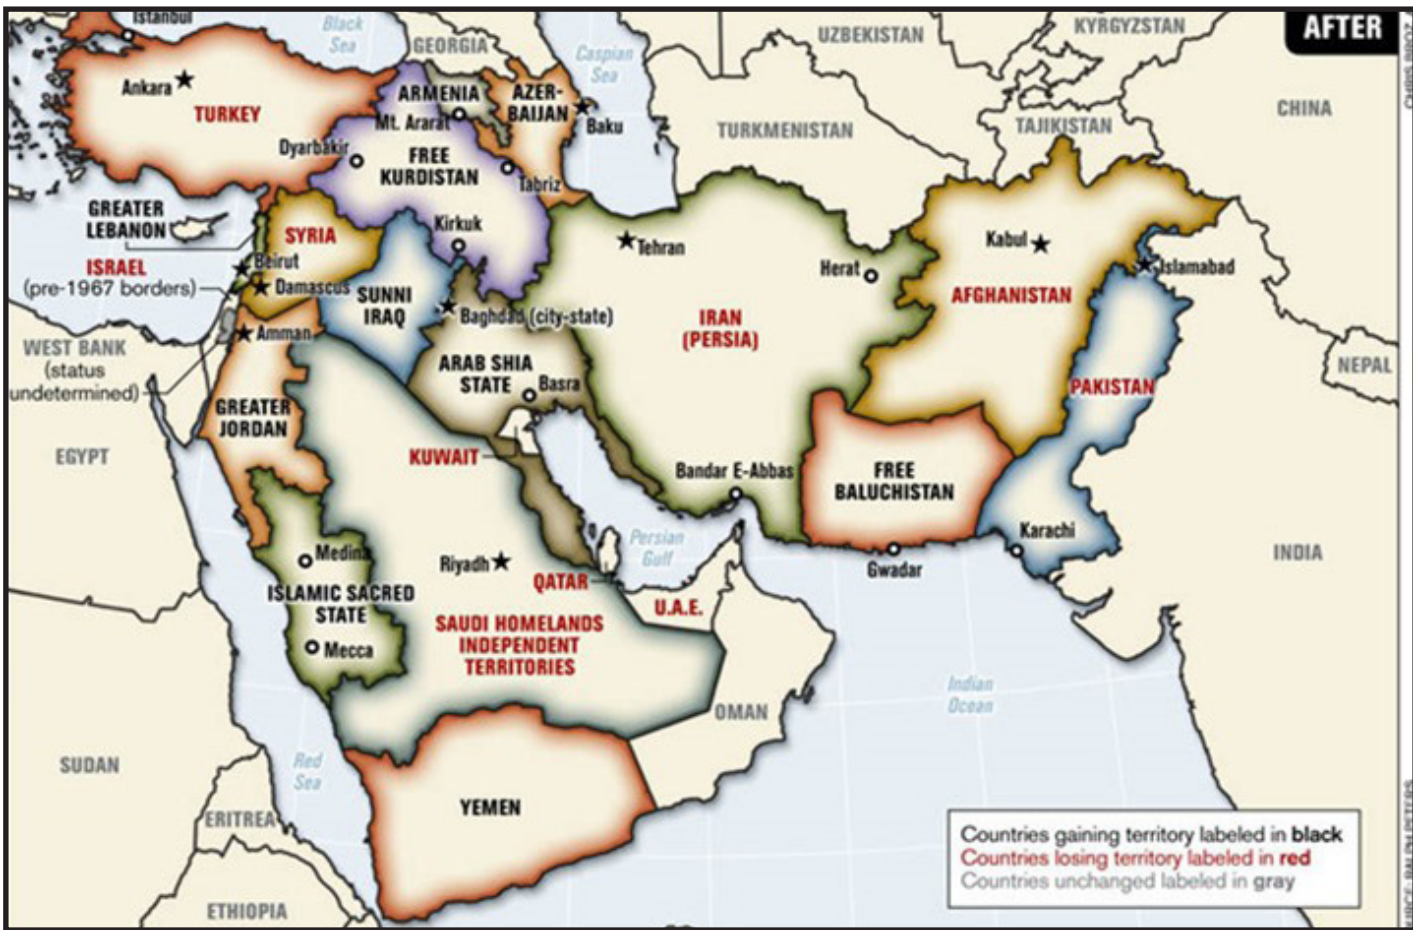 AFTER
Istanbul
Black
Sea
GEORGIA
Caspian
Sea
UZBEKISTAN
KYRGYZSTAN
CHRIS BROZ
Ankara
TURKEY
ARMENIA
AZER-
BAIJAN
Mt. Ararat
Baku
TURKMENISTAN
TAJIKISTAN
CHINA
Dyarbakir
FREE
KURDISTAN
Tabriz
GREATER
LEBANON
SYRIA
Kirkuk
Tehran
Herat
Kabul
Islamabad
ISRAEL
(pre-1967 borders)
Beirut
Damascus
SUNNI
IRAQ
Baghdad (city-state)
IRAN
(PERSIA)
AFGHANISTAN
WEST BANK
(status
undetermined)
Amman
ARAB SHIA
STATE
Basra
PAKISTAN
NEPAL
GREATER
JORDAN
EGYPT
KUWAIT
Bandar E-Abbas
FREE
BALUCHISTAN
Karachi
Gwadar
INDIA
Persian
Gulf
Medina
Riyadh
QATAR
U.A.E.
ISLAMIC SACRED
STATE
Mecca
SAUDI HOMELANDS
INDEPENDENT
TERRITORIES
OMAN
Indian
Ocean
SUDAN
Red
Sea
ERITREA
YEMEN
ETHIOPIA
Countries gaining territory labeled in black
Countries losing territory labeled in red
Countries unchanged labeled in gray
RALPH PETERS